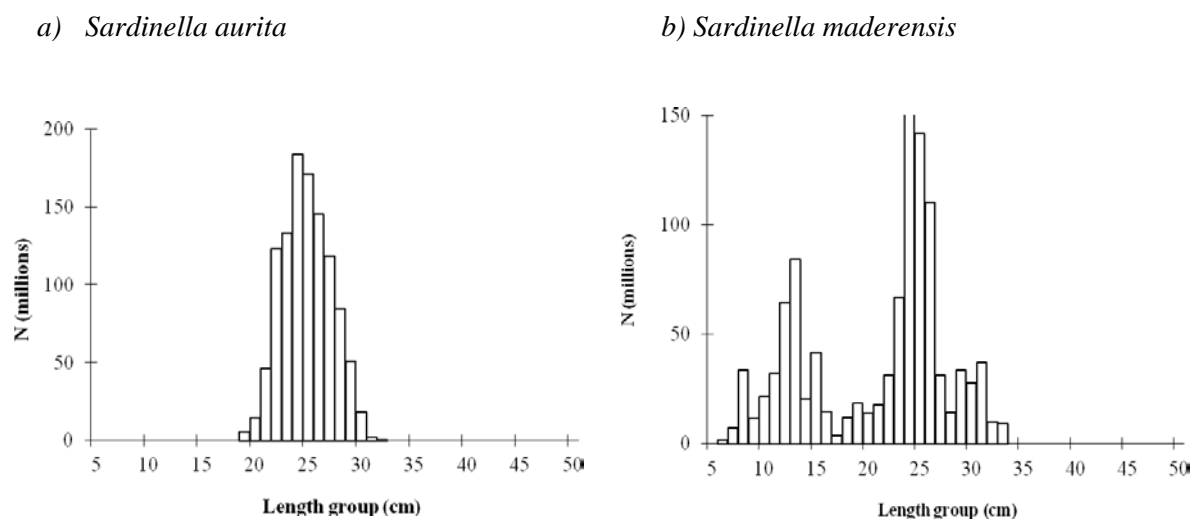 a) Sardinella aurita
b) Sardinella maderensis
200
150
100
50
0
N (millions)
5 10 15 20 25 30 35 40 45 50
Length group (cm)
150
100
50
0
N (millions)
5 10 15 20 25 30 35 40 45 50
Length group (cm)